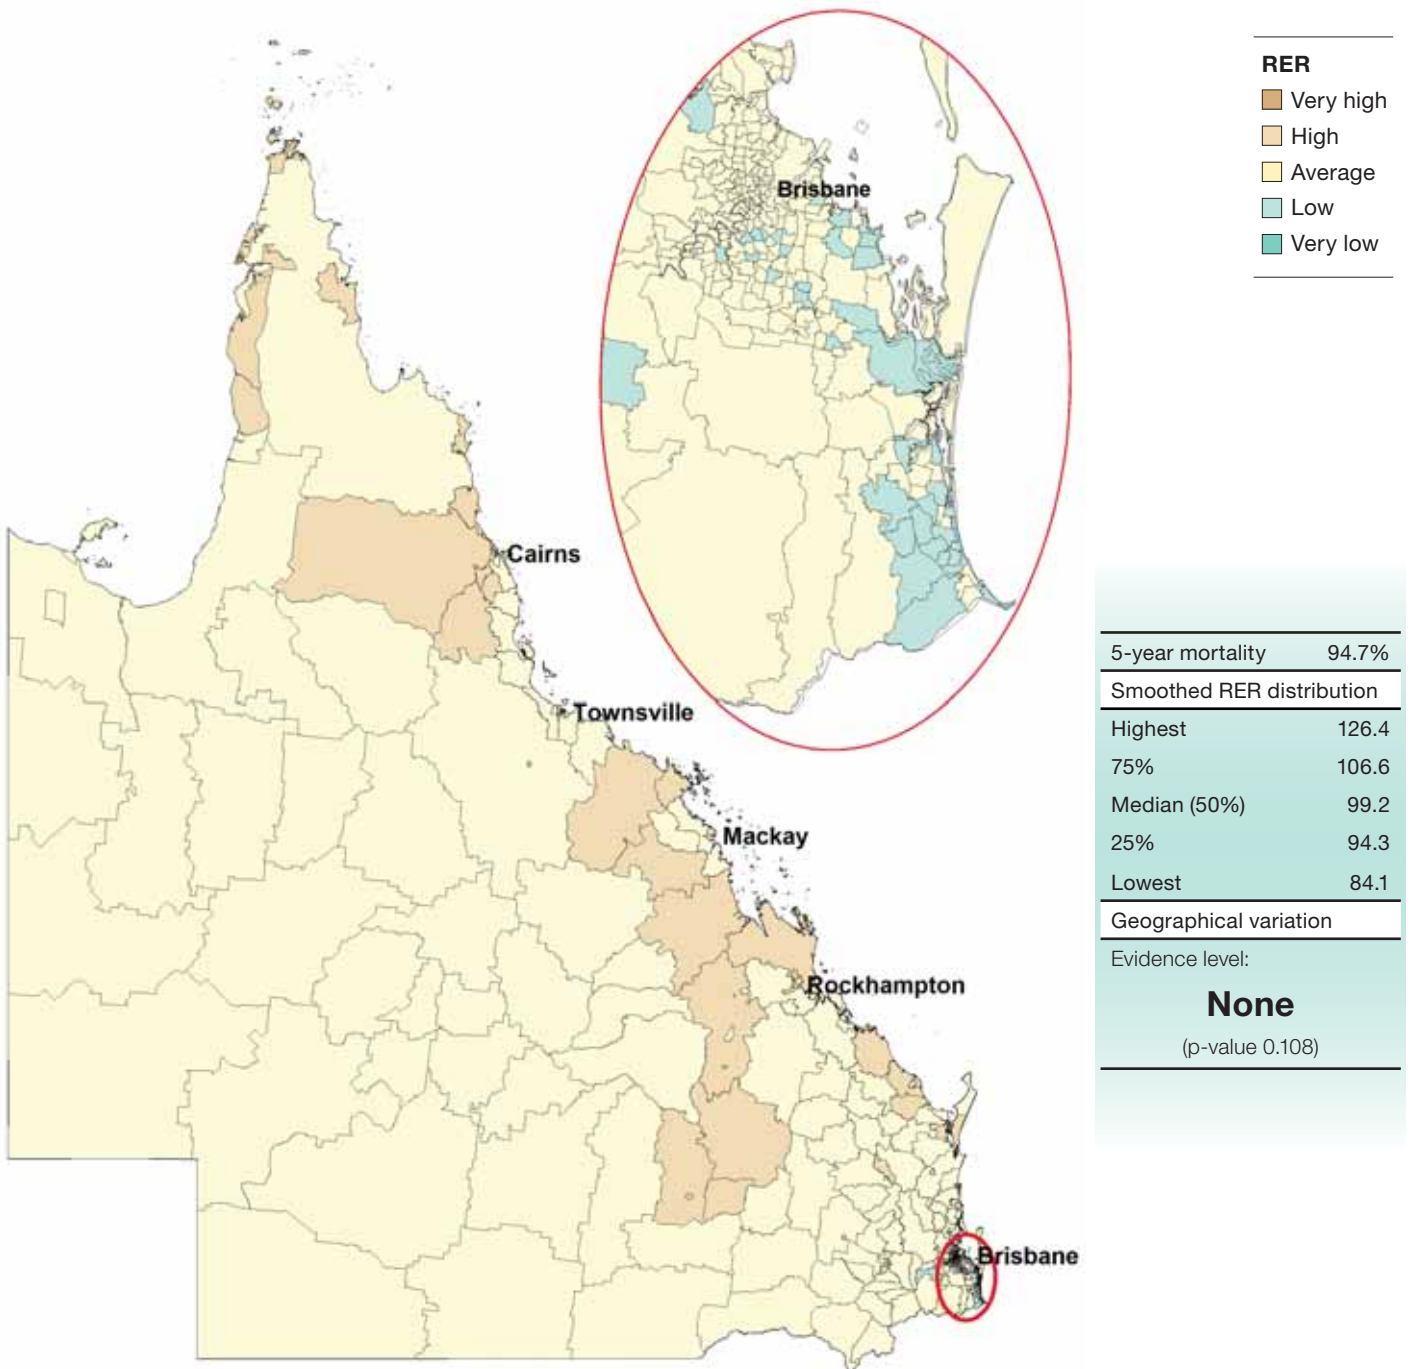 RER
Very high
High
Average
Low
Very low
Brisbane
Cairns
Townsville
Mackay
Rockhampton
Brisbane
5-year mortality 94.7%
Smoothed RER distribution
Highest 126.4
75% 106.6
Median (50%) 99.2
25% 94.3
Lowest 84.1
Geographical variation
Evidence level:
None
(p-value 0.108)